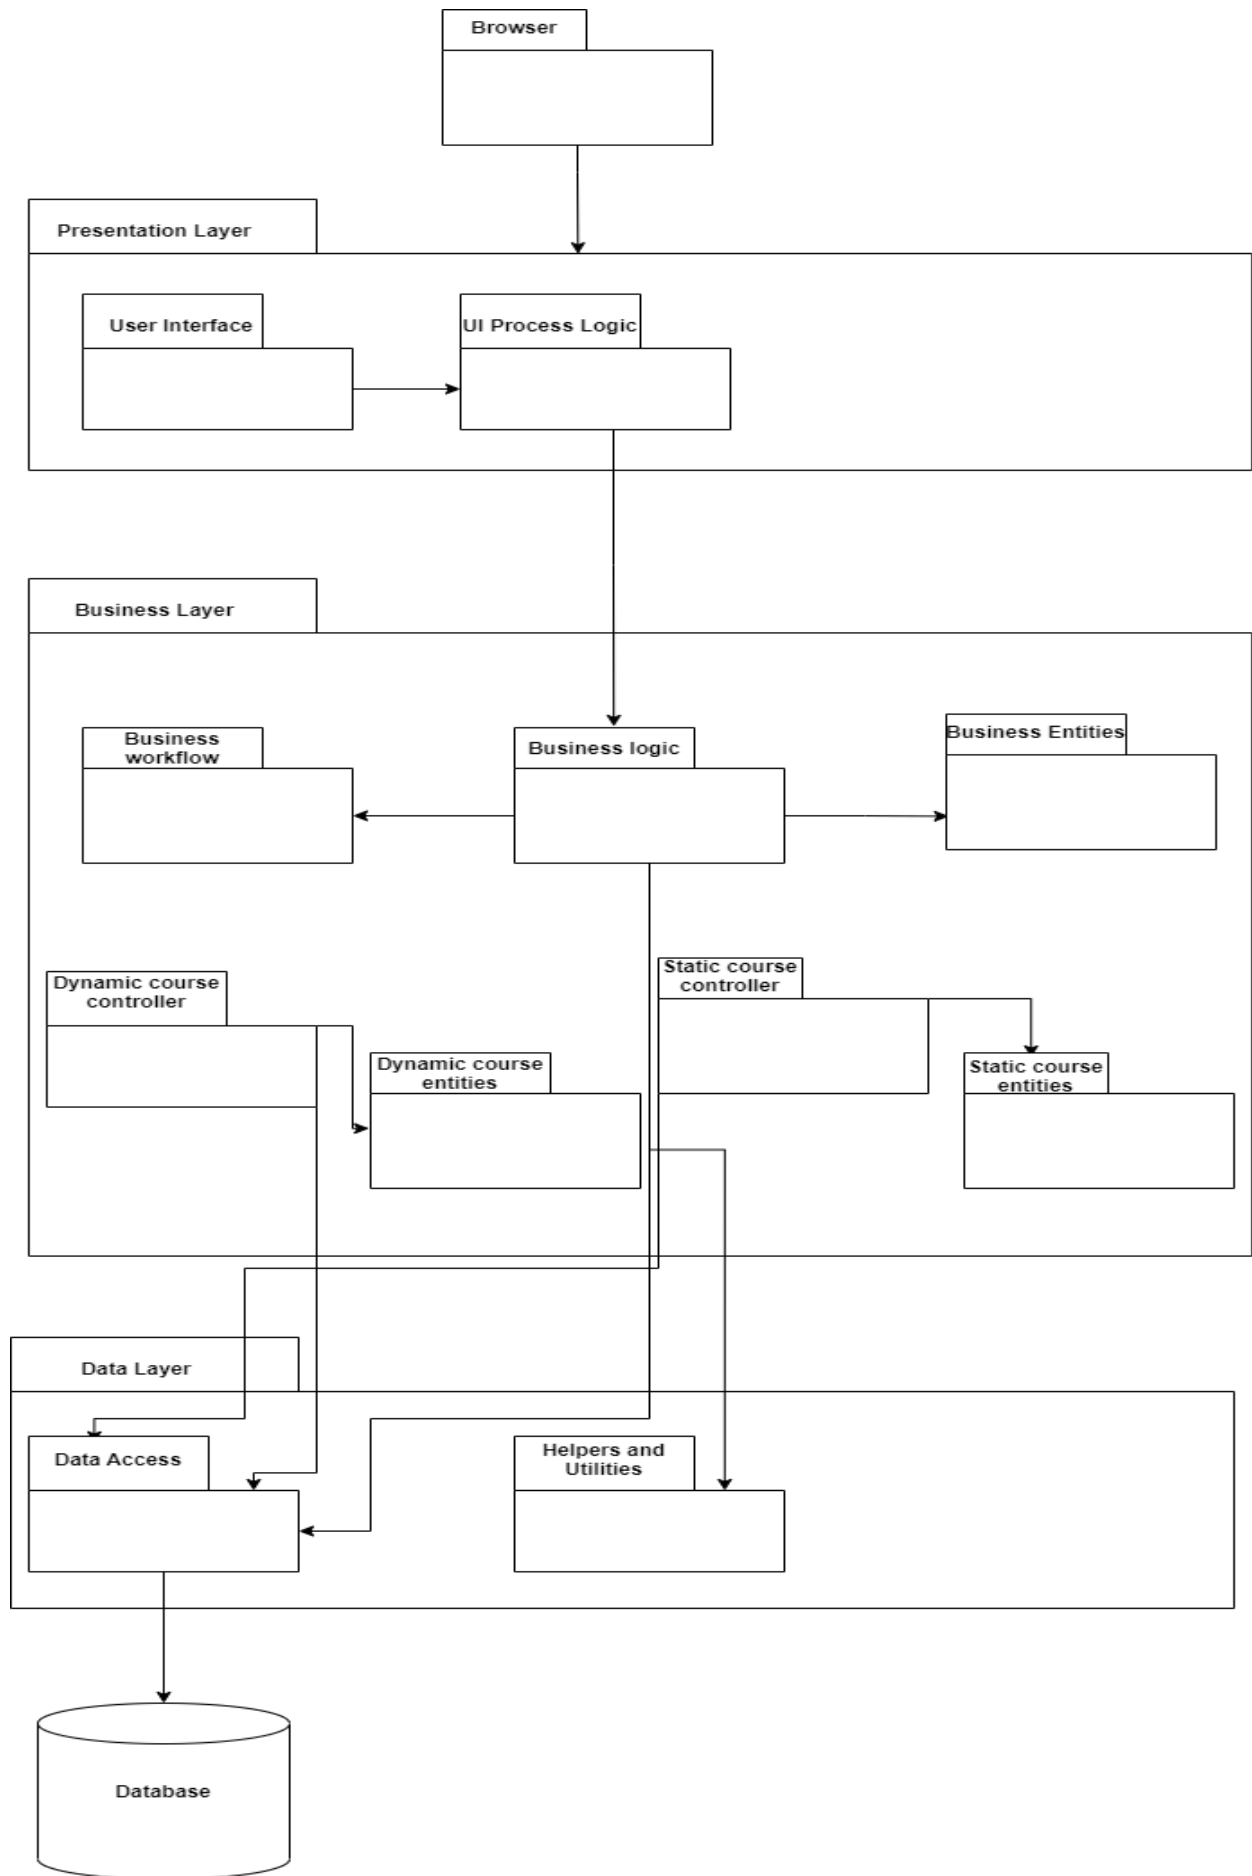 Browser
Presentation Layer
User Interface
UI Process Logic
Business Layer
Business
workflow
Business logic
Business Entities
Dynamic course
controller
Static course
controller
Dynamic course
entities
Static course
entities
Data Layer
Data Access
Helpers and
Utilities
Database